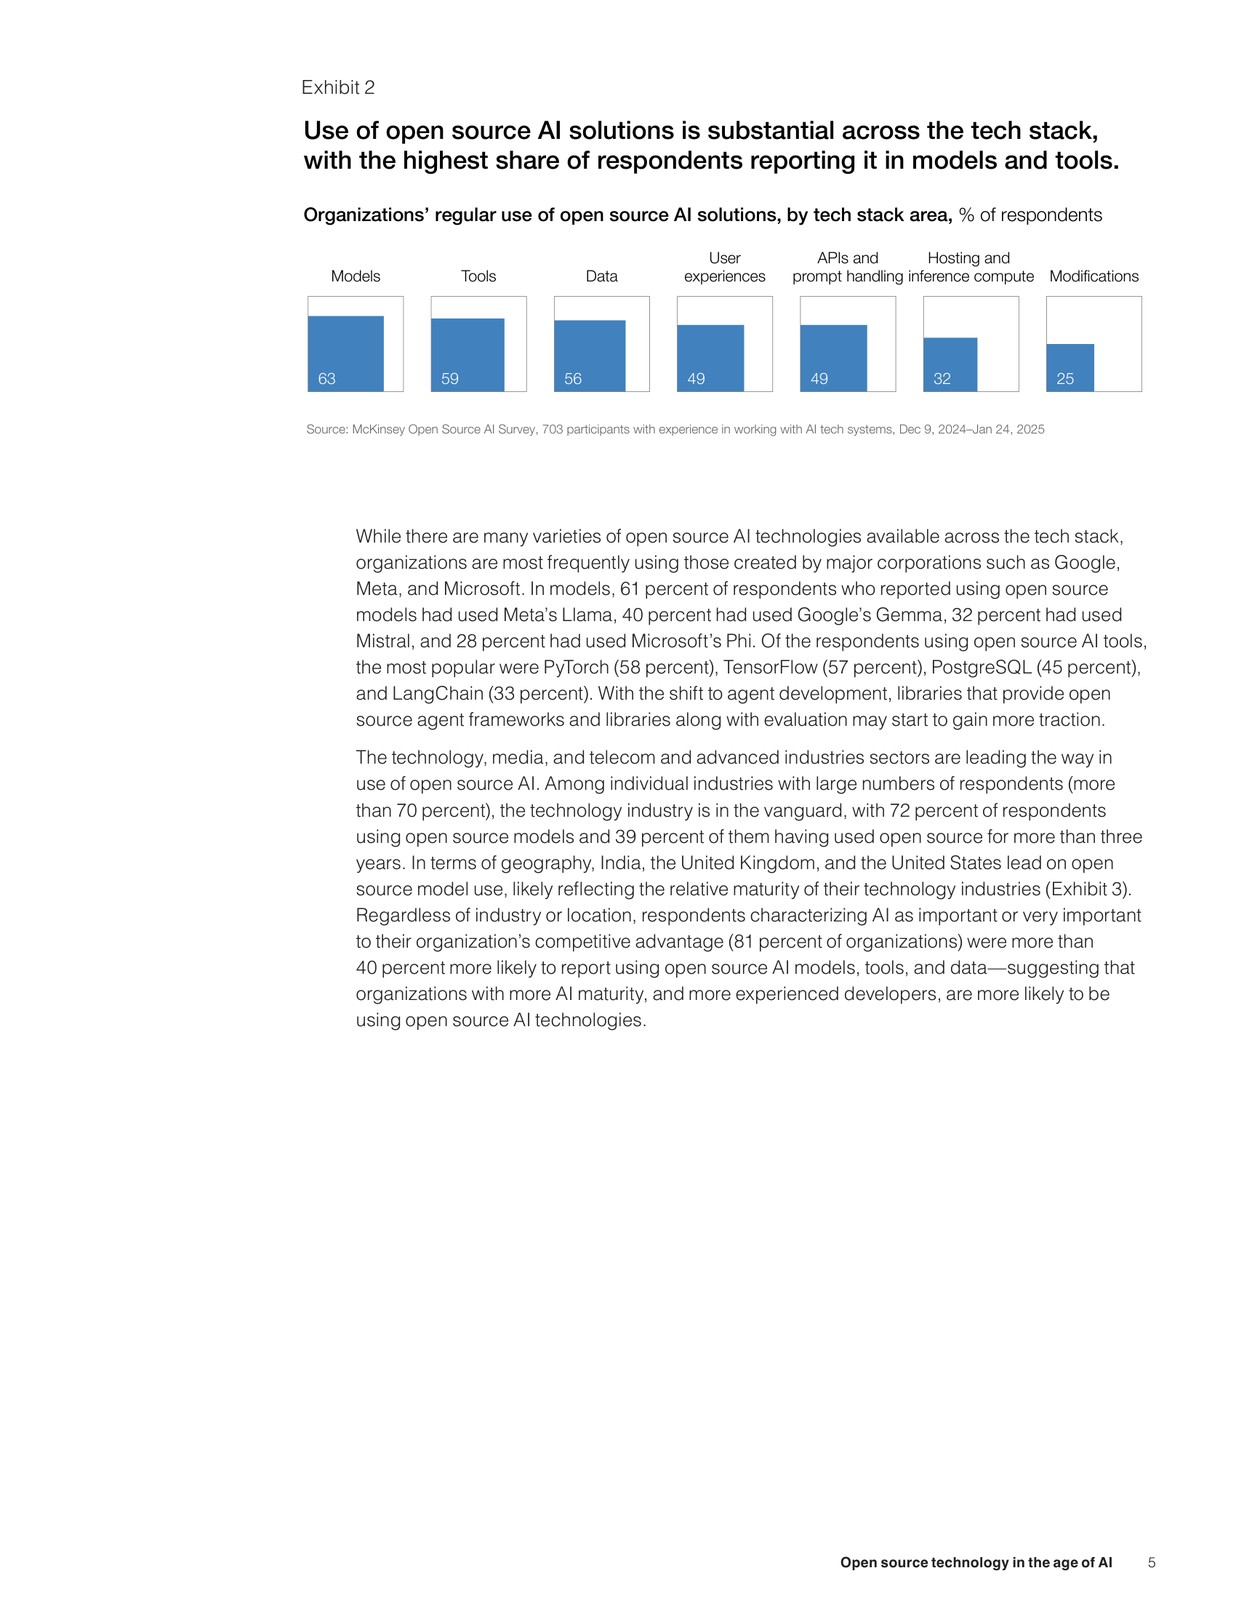 Exhibit 2
Use of open source AI solutions is substantial across the tech stack,
with the highest share of respondents reporting it in models and tools.
Organizations’ regular use of open source AI solutions, by tech stack area, % of respondents
Models
Tools
Data
User
experiences
APIs and
prompt handling
Hosting and
inference compute
Modifications
63
59
56
49
49
32
25
Source: McKinsey Open Source AI Survey, 703 participants with experience in working with AI tech systems, Dec 9, 2024–Jan 24, 2025
While there are many varieties of open source AI technologies available across the tech stack,
organizations are most frequently using those created by major corporations such as Google,
Meta, and Microsoft. In models, 61 percent of respondents who reported using open source
models had used Meta’s Llama, 40 percent had used Google’s Gemma, 32 percent had used
Mistral, and 28 percent had used Microsoft’s Phi. Of the respondents using open source AI tools,
the most popular were PyTorch (58 percent), TensorFlow (57 percent), PostgreSQL (45 percent),
and LangChain (33 percent). With the shift to agent development, libraries that provide open
source agent frameworks and libraries along with evaluation may start to gain more traction.
The technology, media, and telecom and advanced industries sectors are leading the way in
use of open source AI. Among individual industries with large numbers of respondents (more
than 70 percent), the technology industry is in the vanguard, with 72 percent of respondents
using open source models and 39 percent of them having used open source for more than three
years. In terms of geography, India, the United Kingdom, and the United States lead on open
source model use, likely reflecting the relative maturity of their technology industries (Exhibit 3).
Regardless of industry or location, respondents characterizing AI as important or very important
to their organization’s competitive advantage (81 percent of organizations) were more than
40 percent more likely to report using open source AI models, tools, and data—suggesting that
organizations with more AI maturity, and more experienced developers, are more likely to be
using open source AI technologies.
Open source technology in the age of AI
5